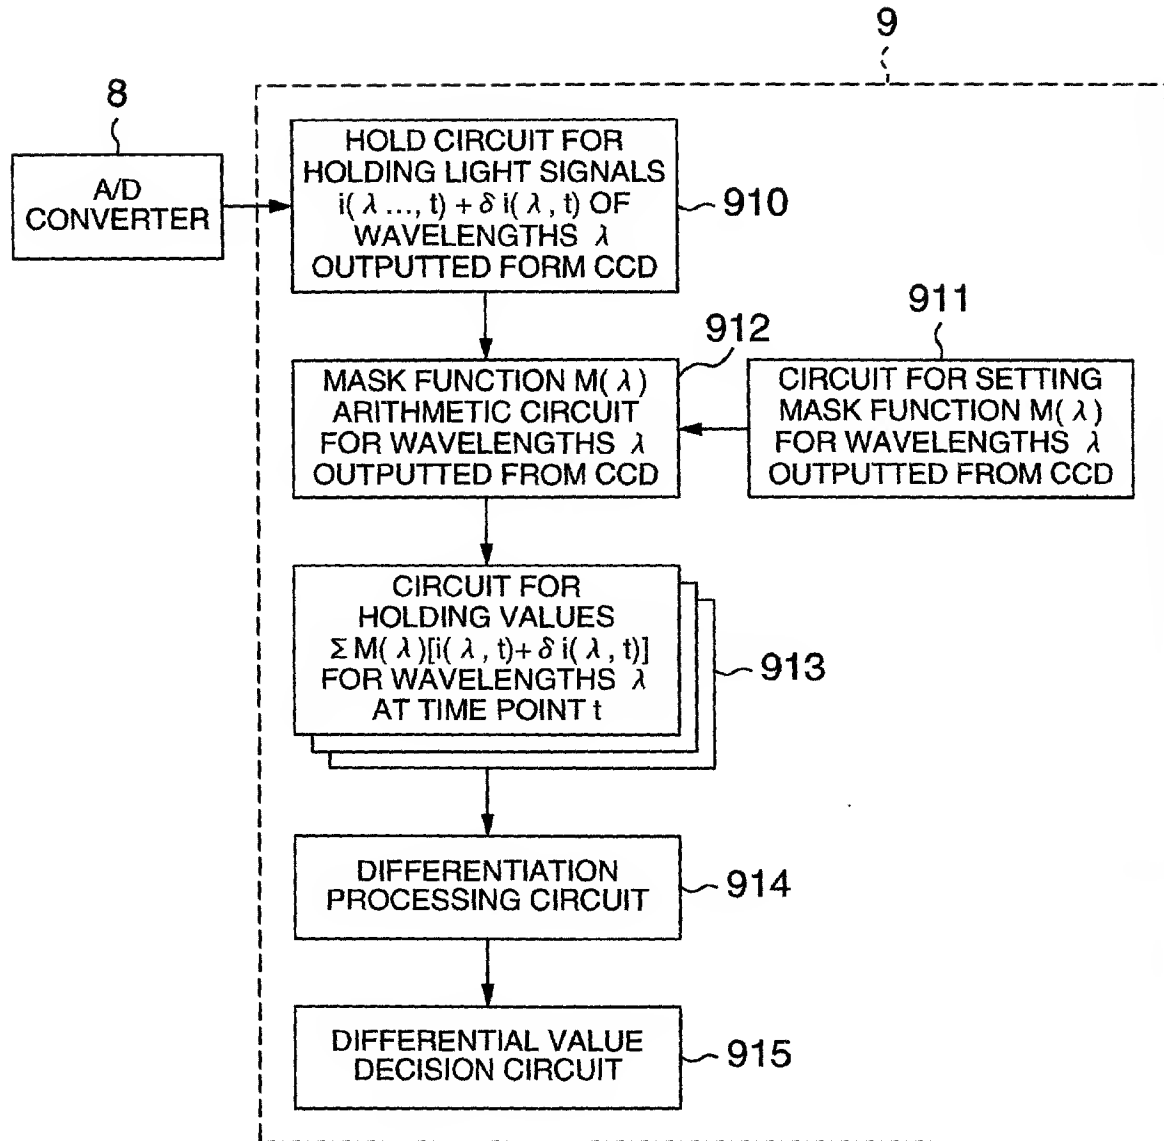 9
8
A/D
CONVERTER
HOLD CIRCUIT FOR
HOLDING LIGHT SIGNALS
i( λ ..., t) + δ i( λ , t) OF
WAVELENGTHS λ
OUTPUTTED FORM CCD
910
912
MASK FUNCTION M( λ )
ARITHMETIC CIRCUIT
FOR WAVELENGTHS λ
OUTPUTTED FROM CCD
911
CIRCUIT FOR SETTING
MASK FUNCTION M( λ )
FOR WAVELENGTHS λ
OUTPUTTED FROM CCD
CIRCUIT FOR
HOLDING VALUES
Σ M( λ )[i( λ , t)+ δ i( λ , t)]
FOR WAVELENGTHS λ
AT TIME POINT t
913
DIFFERENTIATION
PROCESSING CIRCUIT
914
DIFFERENTIAL VALUE
DECISION CIRCUIT
915